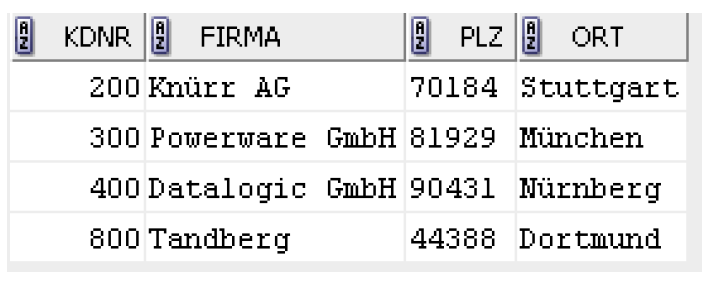 KDNR FIRMA PLZ ORT
200 Knürr AG 70184 Stuttgart
300 Powerware GmbH 81929 München
400 Datalogic GmbH 90431 Nürnberg
800 Tandberg 44388 Dortmund